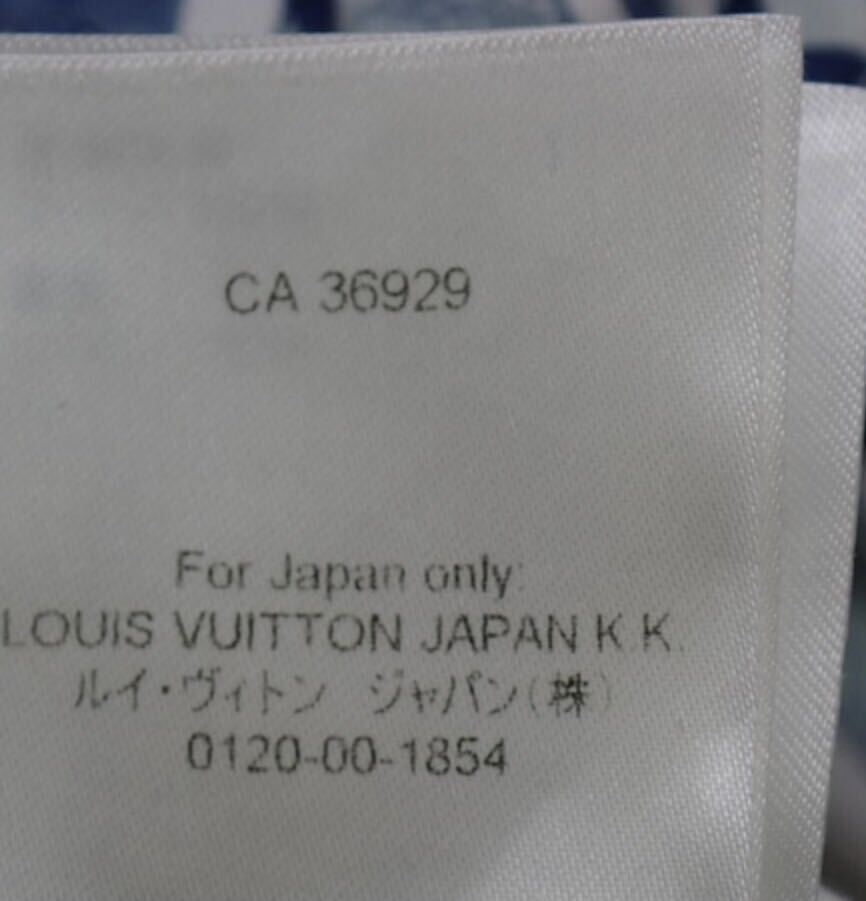 CA 36929
For Japan only:
LOUIS VUITTON JAPAN K.K.
ルイ・ヴィトン ジャパン(株)
0120-00-1854